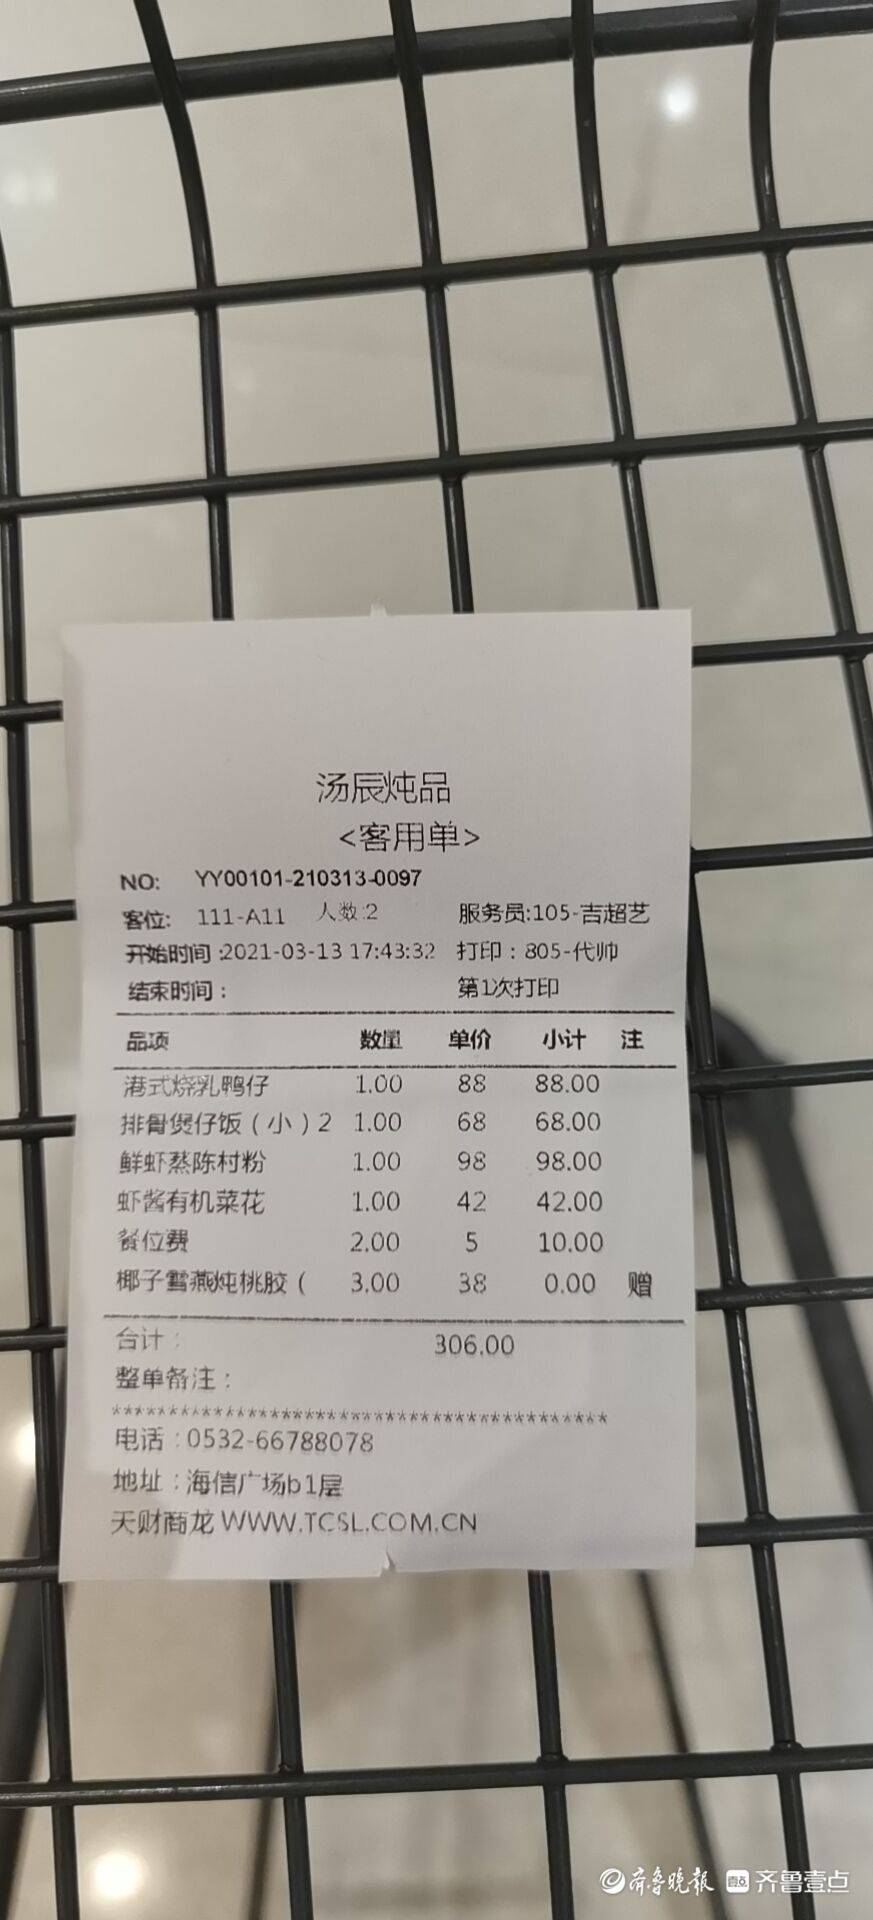 汤辰炖品
<客用单>
NO: YY00101-210313-0097
客位: 111-A11 人数:2 服务员:105-吉超艺
开始时间:2021-03-13 17:43:32 打印：805-代帅
结束时间： 第1次打印
品项 数量 单价 小计 注
港式烧乳鸭仔 1.00 88 88.00
排骨煲仔饭（小）2 1.00 68 68.00
鲜虾蒸陈村粉 1.00 98 98.00
虾酱有机菜花 1.00 42 42.00
餐位费 2.00 5 10.00
椰子雪燕炖桃胶（ 3.00 38 0.00 赠
合计： 306.00
整单备注：
******************************************
电话：0532-66788078
地址：海信广场b1层
天财商龙 WWW.TCSL.COM.CN
齐鲁晚报 壹点 齐鲁壹点